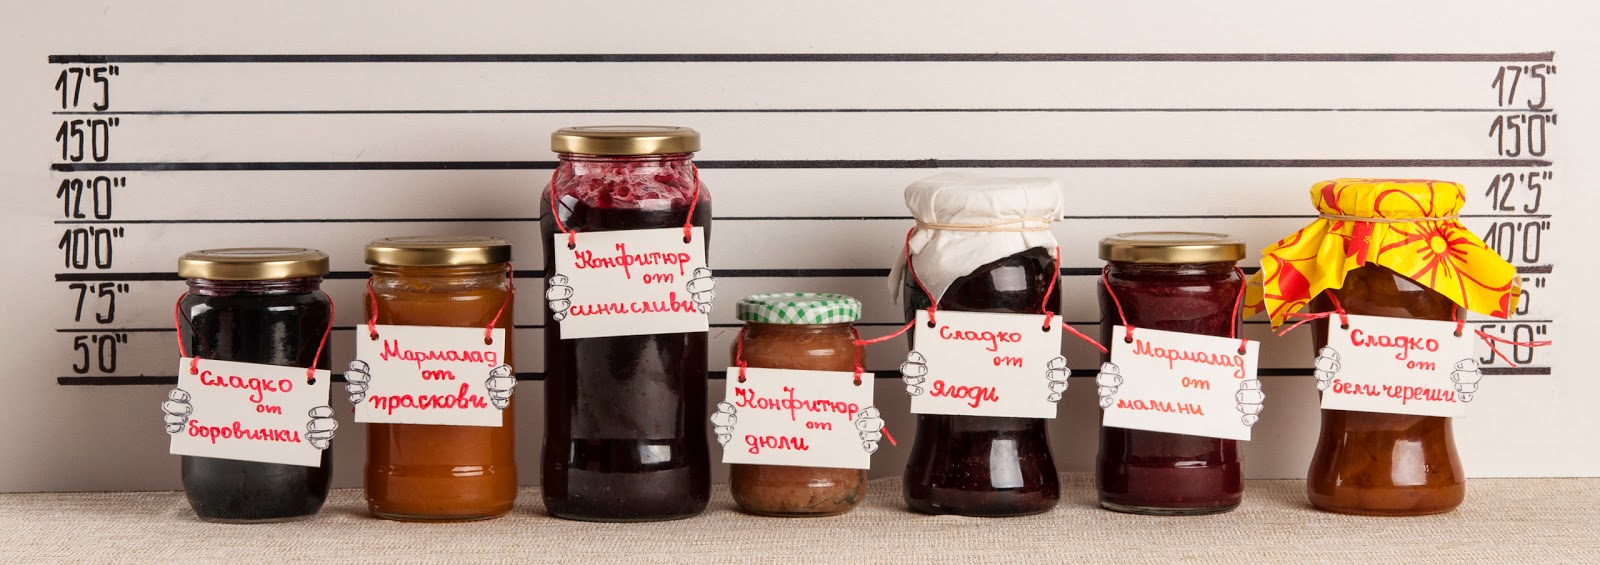 17'5"
15'0"
12'0"
10'0"
7'5"
5'0"
Сладко
от
боровинки
Мармалад
от
праскови
Конфитюр
от
сини сливи
Конфитюр
от
дюли
Сладко
от
ягоди
Мармалад
от
малини
Сладко
от
бели череши
17'5"
15'0"
12'5"
10'0"
5"
5'0"